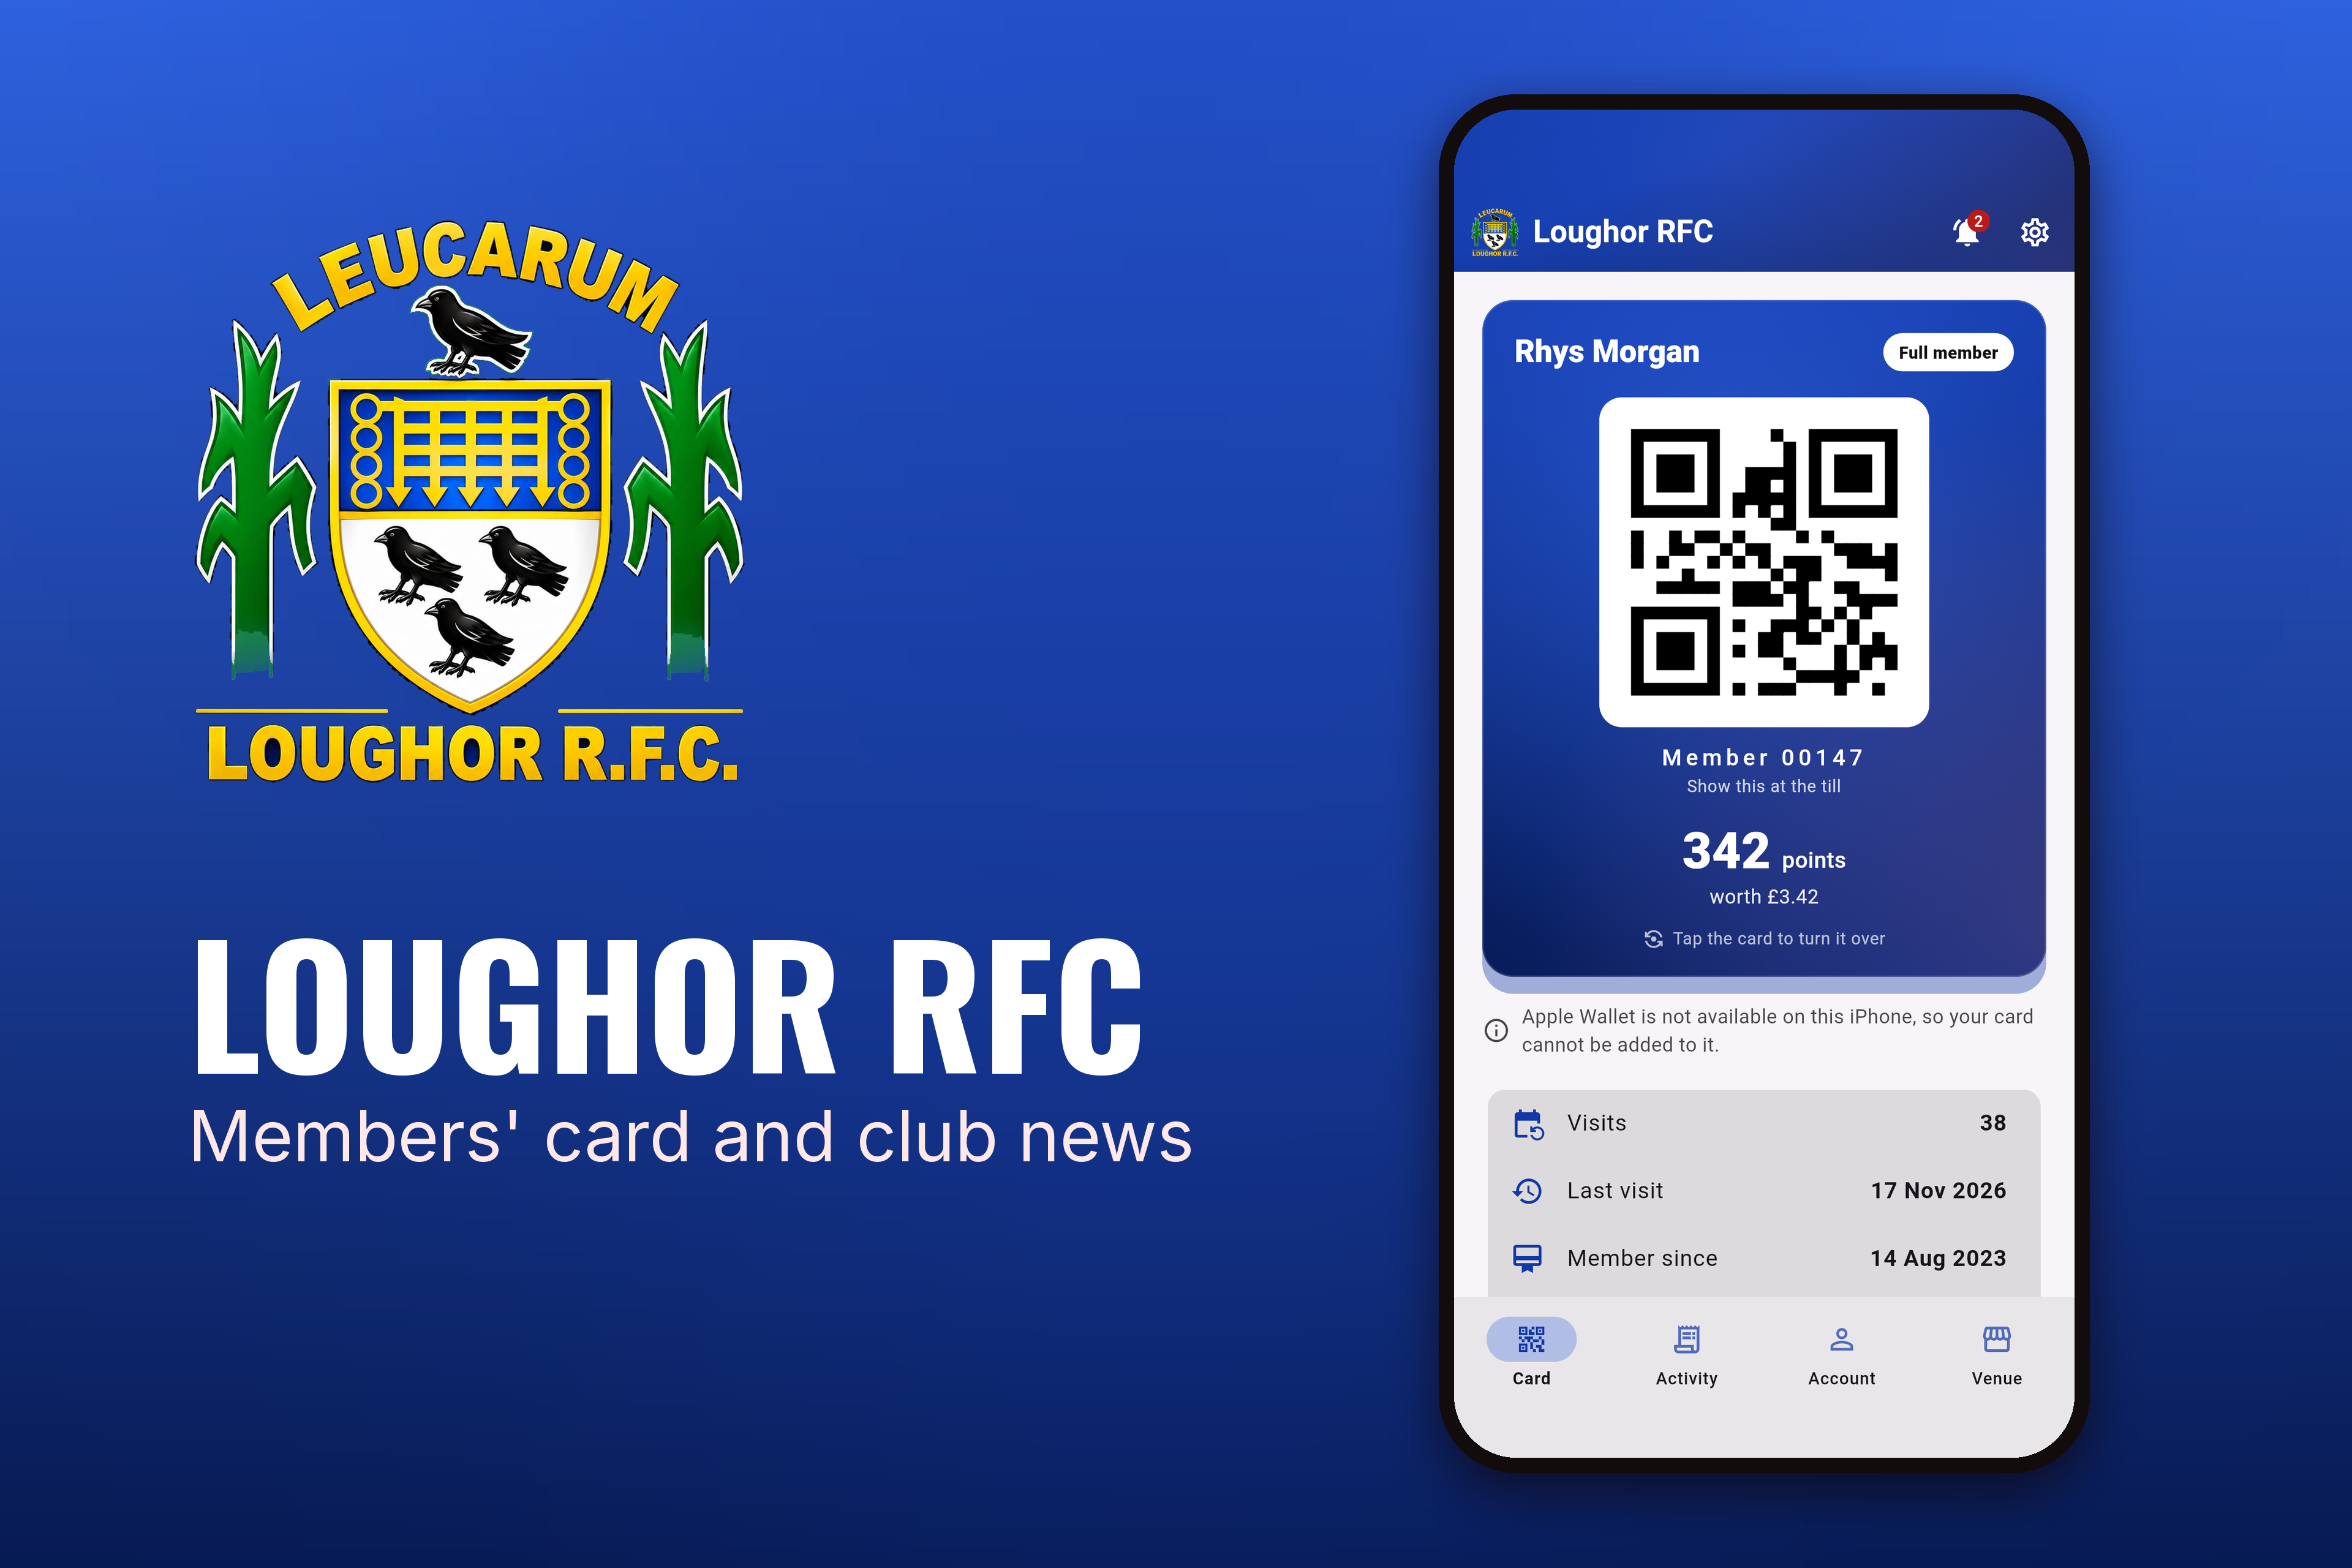 LEUCARUM
LOUGHOR R.F.C.
LOUGHOR RFC
Members' card and club news
LEUCARUM
LOUGHOR R.F.C.
Loughor RFC
2
Rhys Morgan
Full member
Member 00147
Show this at the till
342 points
worth £3.42
Tap the card to turn it over
Apple Wallet is not available on this iPhone, so your card
cannot be added to it.
Visits 38
Last visit 17 Nov 2026
Member since 14 Aug 2023
Card Activity Account Venue